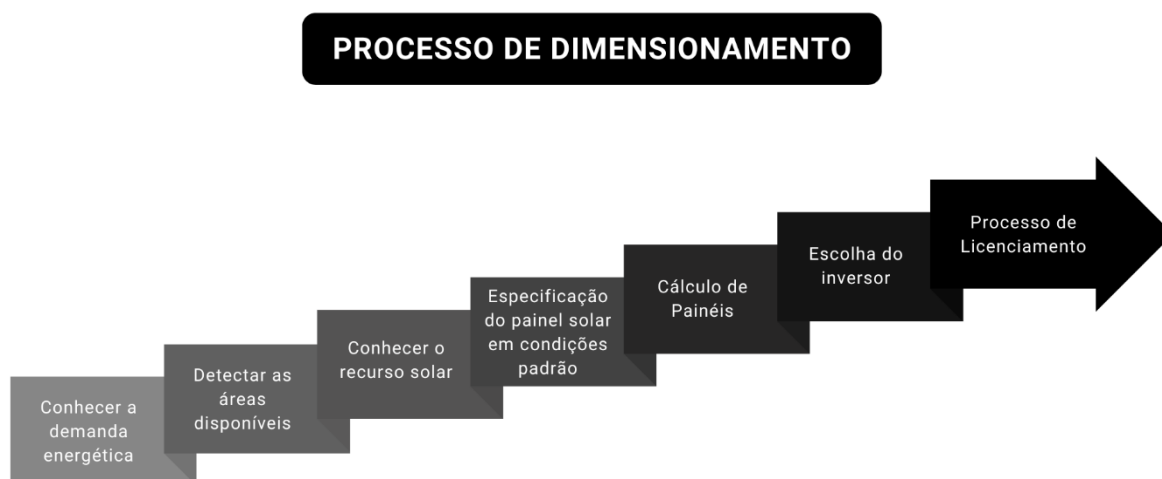 PROCESSO DE DIMENSIONAMENTO
Conhecer a
demanda
energética
Detectar as
áreas
disponíveis
Conhecer o
recurso solar
Especificação
do painel solar
em condições
padrão
Cálculo de
Painéis
Escolha do
inversor
Processo de
Licenciamento